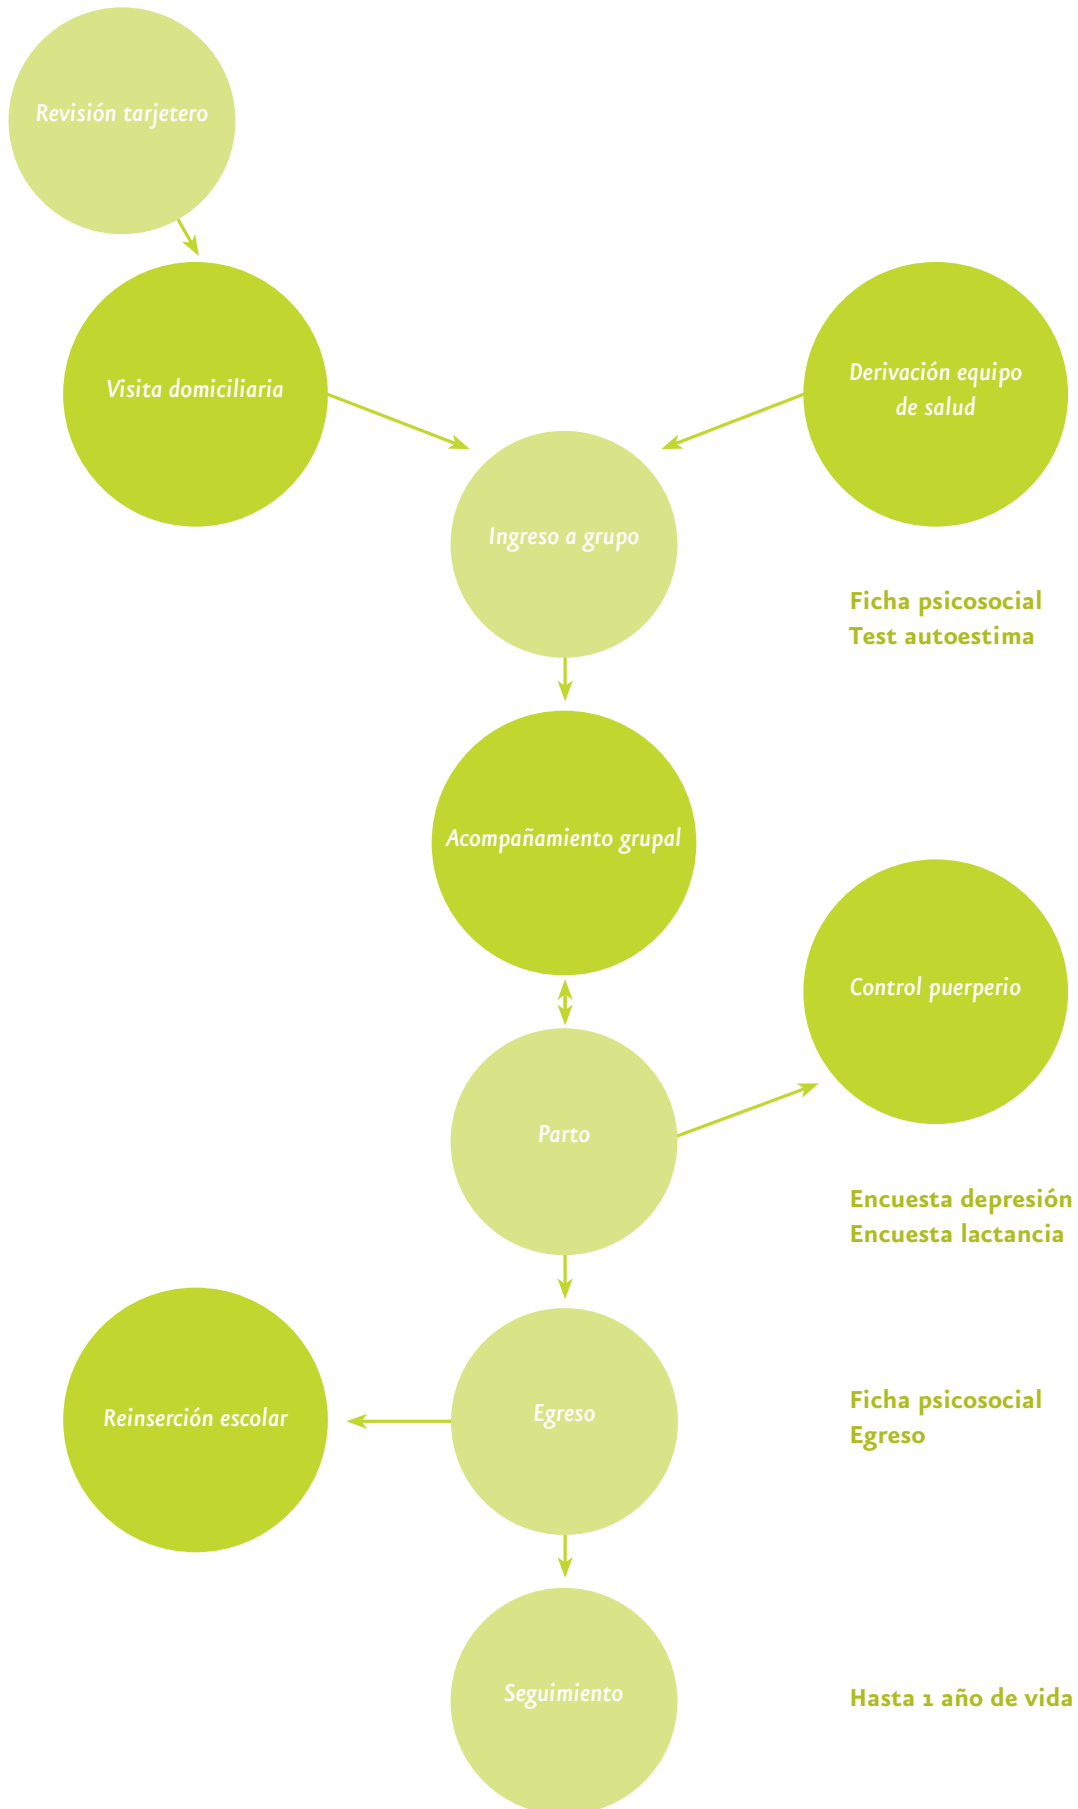 Revisión tarjetero
Visita domiciliaria
Derivación equipo
de salud
Ingreso a grupo
Ficha psicosocial
Test autoestima
Acompañamiento grupal
Control puerperio
Parto
Encuesta depresión
Encuesta lactancia
Reinserción escolar
Egreso
Ficha psicosocial
Egreso
Seguimiento
Hasta 1 año de vida